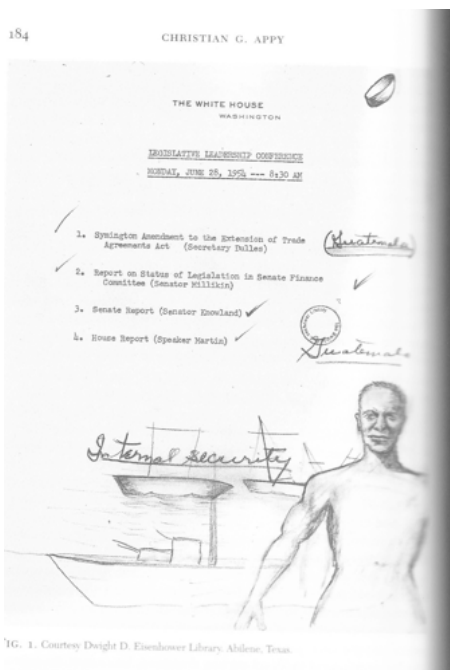 184
CHRISTIAN G. APPY
THE WHITE HOUSE
WASHINGTON
LEGISLATIVE LEADERSHIP CONFERENCE
MONDAY, JUNE 28, 1954 --- 8:30 AM
1. Symington Amendment to the Extension of Trade
Agreements Act (Secretary Dulles)
(Guatemala)
2. Report on Status of Legislation in Senate Finance
Committee (Senator Millikin)
3. Senate Report (Senator Knowland)
4. House Report (Speaker Martin)
Guatemala
Internal security
IG. 1. Courtesy Dwight D. Eisenhower Library, Abilene, Texas.